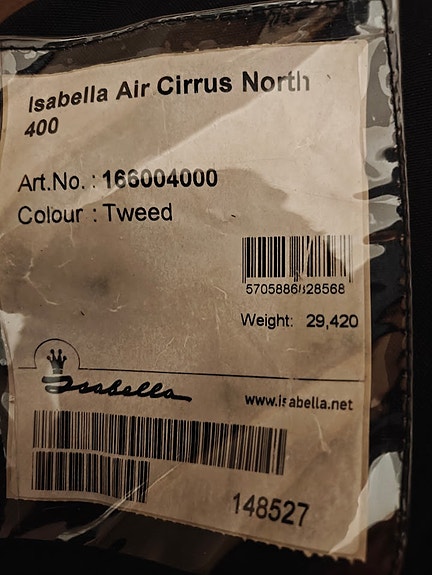 Isabella Air Cirrus North
400
Art.No. : 166004000
Colour : Tweed
Weight: 29,420
Isabella
www.isabella.net
148527